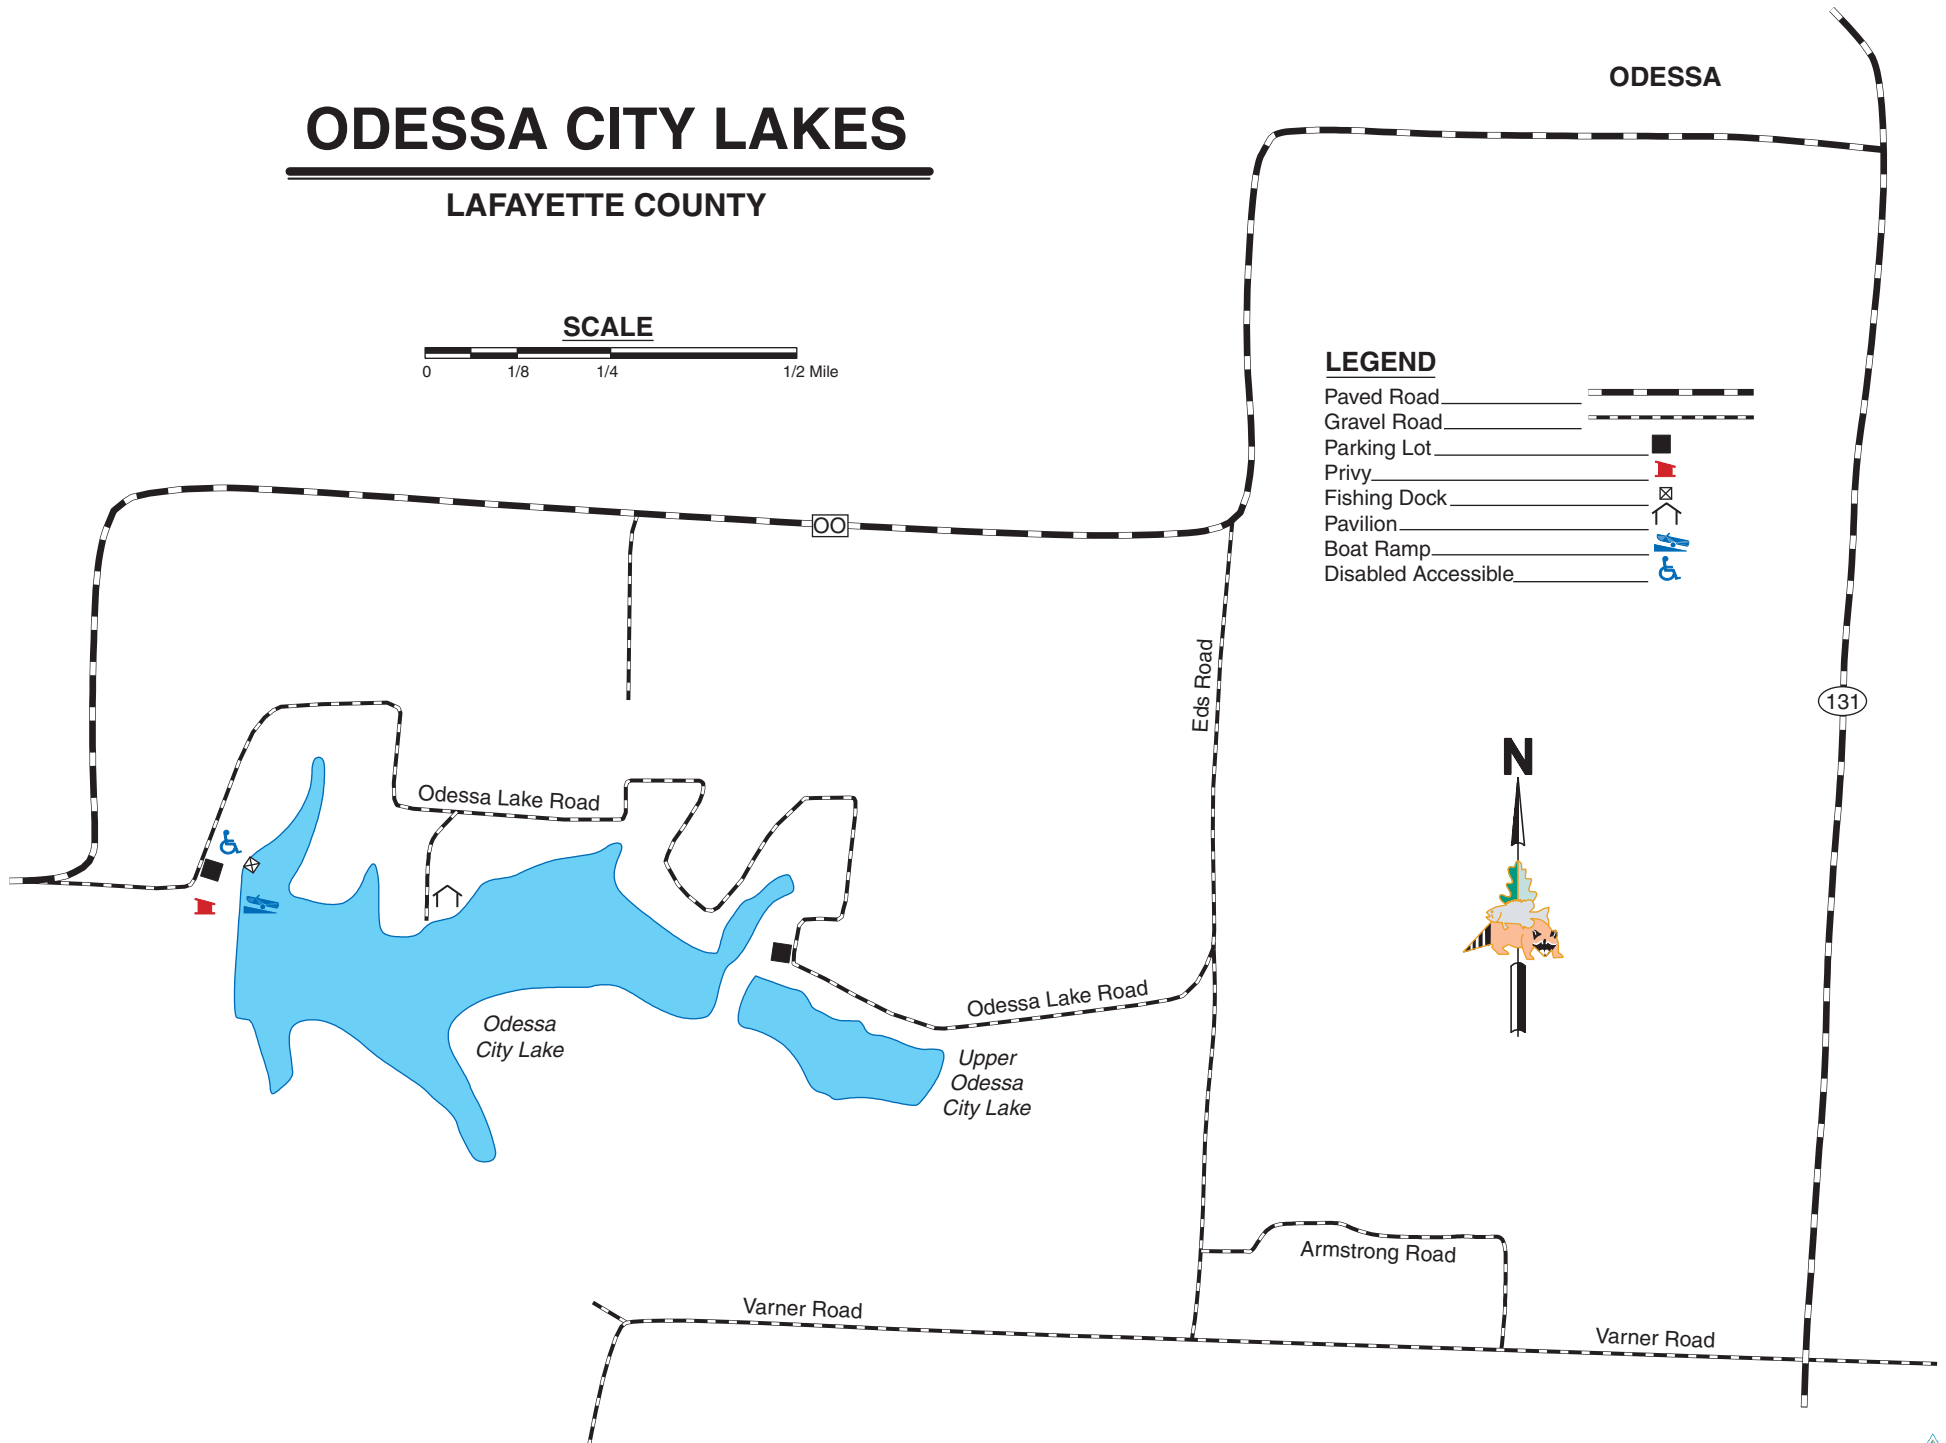 ODESSA
ODESSA CITY LAKES
LAFAYETTE COUNTY
SCALE
0 1/8 1/4 1/2 Mile
LEGEND
Paved Road
Gravel Road
Parking Lot
Privy
Fishing Dock
Pavilion
Boat Ramp
Disabled Accessible
OO
Eds Road
131
N
Odessa Lake Road
Odessa Lake Road
Odessa
City Lake
Upper
Odessa
City Lake
Armstrong Road
Varner Road
Varner Road